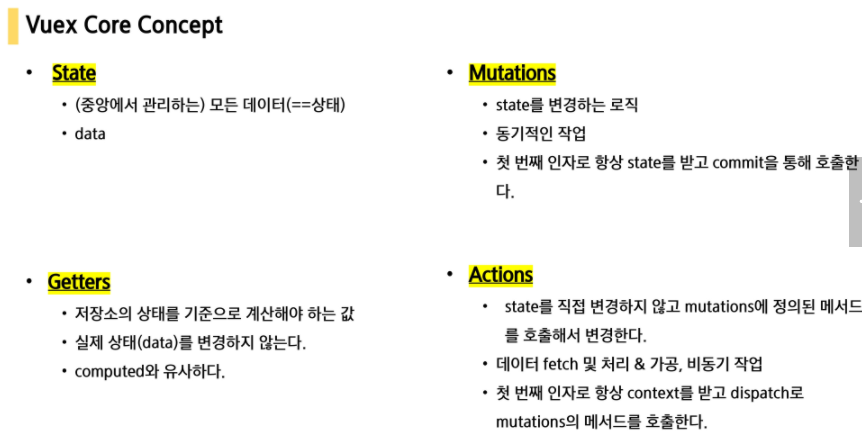 Vuex Core Concept
• State
• (중앙에서 관리하는) 모든 데이터(==상태)
• data
• Mutations
• state를 변경하는 로직
• 동기적인 작업
• 첫 번째 인자로 항상 state를 받고 commit을 통해 호출한
다.
• Getters
• 저장소의 상태를 기준으로 계산해야 하는 값
• 실제 상태(data)를 변경하지 않는다.
• computed와 유사하다.
• Actions
• state를 직접 변경하지 않고 mutations에 정의된 메서드
를 호출해서 변경한다.
• 데이터 fetch 및 처리 & 가공, 비동기 작업
• 첫 번째 인자로 항상 context를 받고 dispatch로
mutations의 메서드를 호출한다.